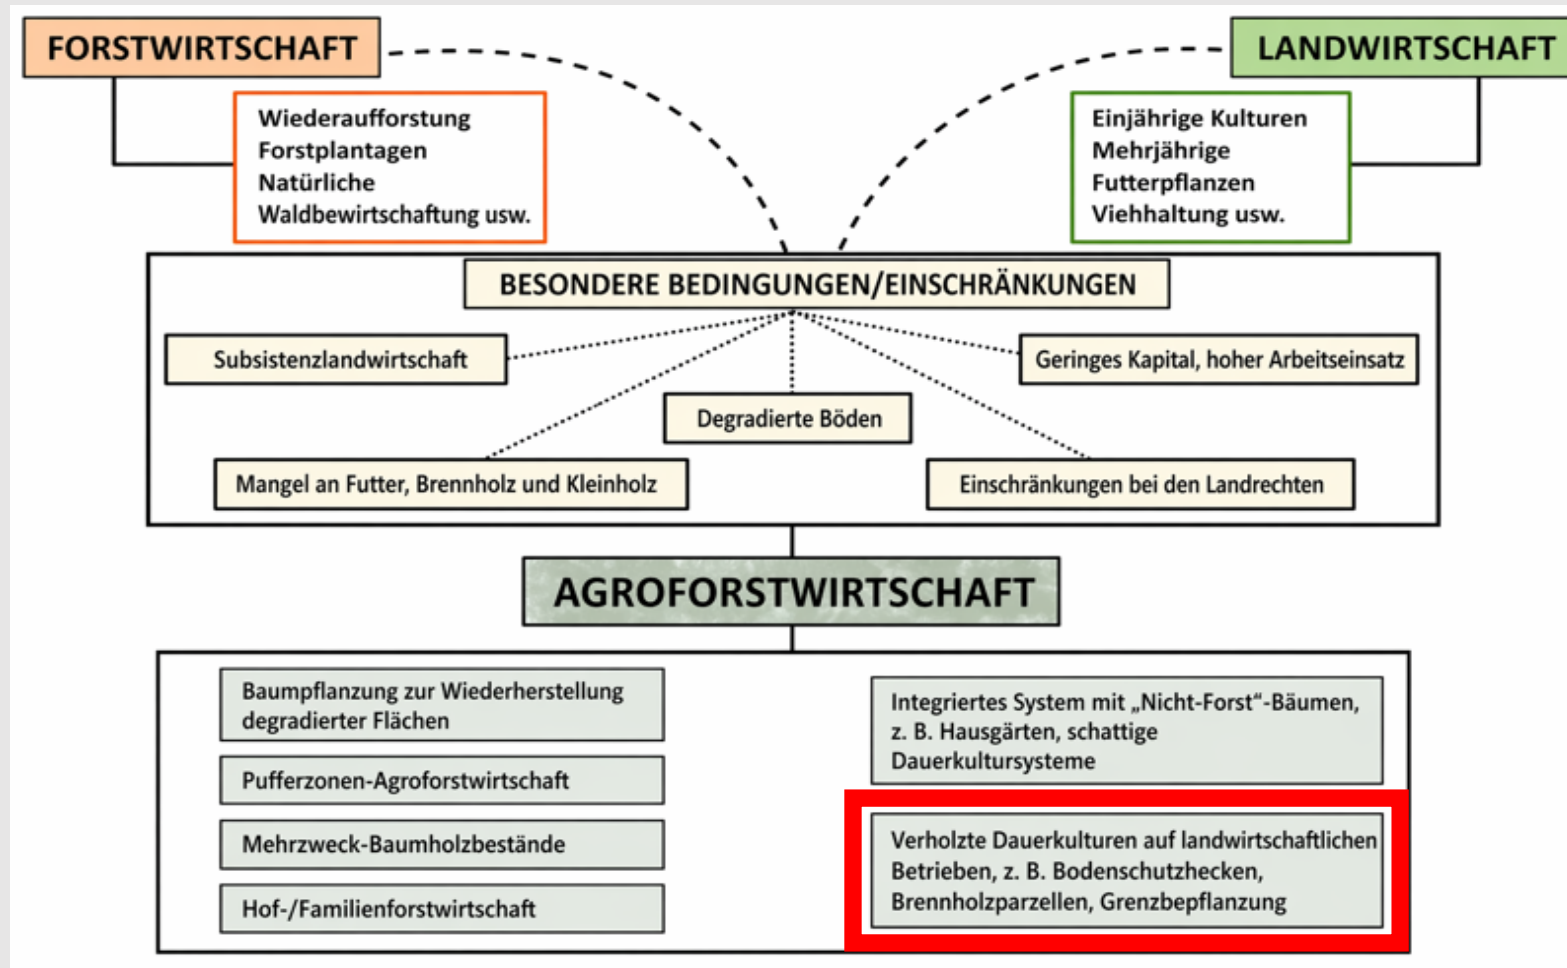 FORSTWIRTSCHAFT
LANDWIRTSCHAFT
Wiederaufforstung
Forstplantagen
Natürliche
Waldbewirtschaftung usw.
Einjährige Kulturen
Mehrjährige
Futterpflanzen
Viehhaltung usw.
BESONDERE BEDINGUNGEN/EINSCHRÄNKUNGEN
Subsistenzlandwirtschaft
Geringes Kapital, hoher Arbeitseinsatz
Degradierte Böden
Mangel an Futter, Brennholz und Kleinholz
Einschränkungen bei den Landrechten
AGROFORSTWIRTSCHAFT
Baumpflanzung zur Wiederherstellung
degradierter Flächen
Pufferzonen-Agroforstwirtschaft
Mehrzweck-Baumholzbestände
Hof-/Familienforstwirtschaft
Integriertes System mit „Nicht-Forst“-Bäumen,
z. B. Hausgärten, schattige
Dauerkultursysteme
Verholzte Dauerkulturen auf landwirtschaftlichen
Betrieben, z. B. Bodenschutzhecken,
Brennholzparzellen, Grenzbepflanzung